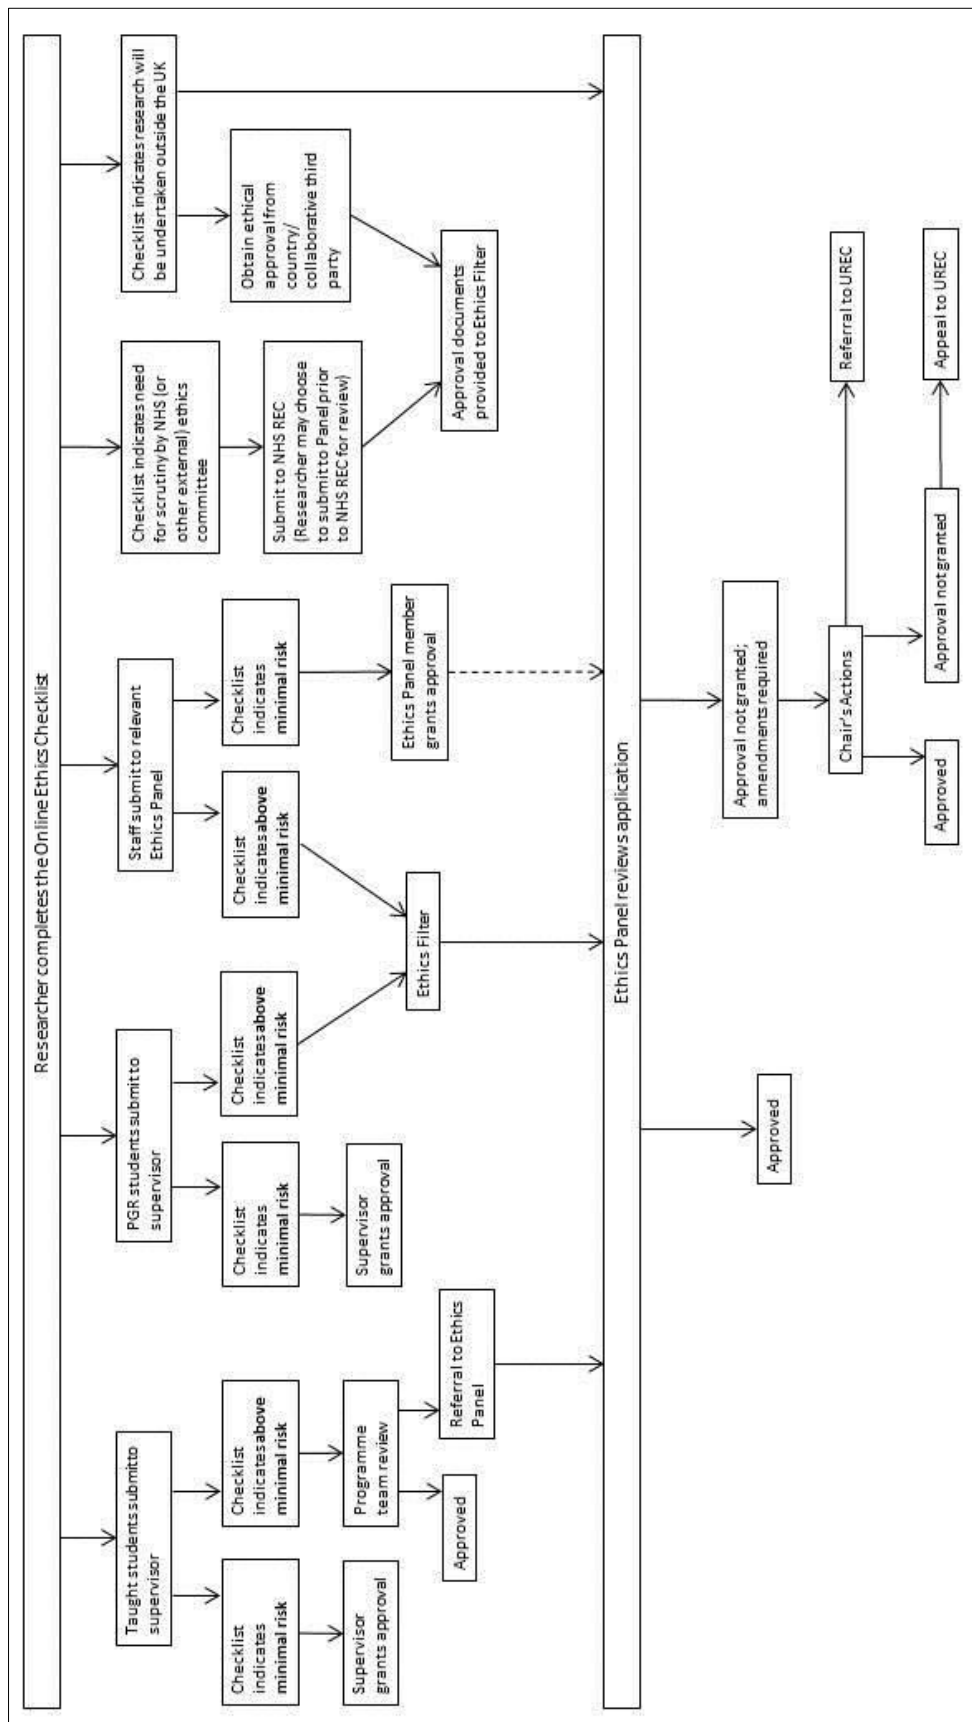 Researcher completes the Online Ethics Checklist
Taught students submit to
supervisor
PGR students submit to
supervisor
Staff submit to relevant
Ethics Panel
Checklist indicates need
for scrutiny by NHS (or
other external) ethics
committee
Checklist indicates research will
be undertaken outside the UK
Checklist
indicates
minimal risk
Checklist
indicates above
minimal risk
Checklist
indicates
minimal risk
Checklist
indicates above
minimal risk
Checklist
indicates above
minimal risk
Checklist
indicates
minimal risk
Submit to NHS REC
(Researcher may choose
to submit to Panel prior
to NHS REC for review)
Obtain ethical
approval from
country/
collaborative third
party
Supervisor
grants approval
Programme
team review
Supervisor
grants approval
Ethics Filter
Ethics Panel member
grants approval
Approval documents
provided to Ethics Filter
Approved
Referral to Ethics
Panel
Ethics Panel reviews application
Approved
Approval not granted;
amendments required
Chair's Actions
Referral to UREC
Approved
Approval not granted
Appeal to UREC